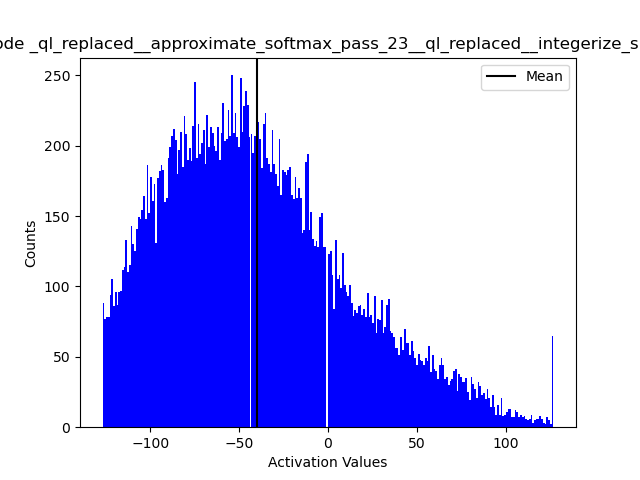 ode _ql_replaced__approximate_softmax_pass_23__ql_replaced__integerize_s
Mean
250
200
150
100
50
0
Counts
−100 −50 0 50 100
Activation Values